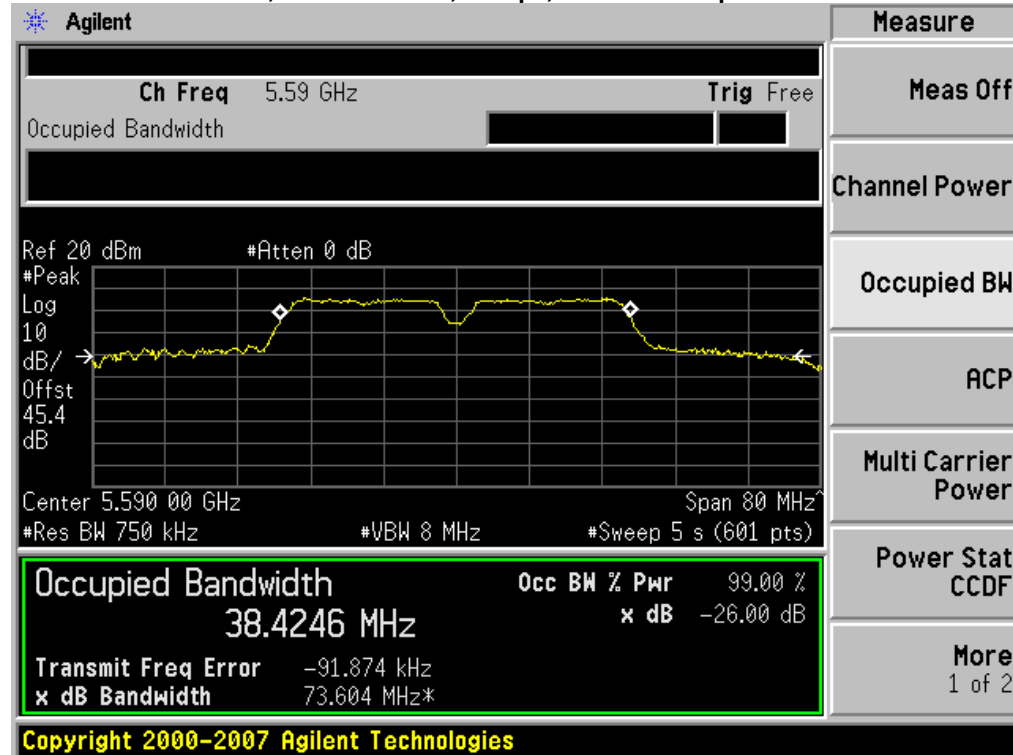 Agilent
Measure
Ch Freq 5.59 GHz Trig Free
Occupied Bandwidth
Meas Off
Channel Power
Occupied BW
ACP
Multi Carrier
Power
Power Stat
CCDF
More
1 of 2
Ref 20 dBm #Atten 0 dB
#Peak
Log
10
dB/
Offst
45.4
dB
Center 5.590 00 GHz Span 80 MHz^
#Res BW 750 kHz #VBW 8 MHz #Sweep 5 s (601 pts)
Occupied Bandwidth
38.4246 MHz
Occ BW % Pwr 99.00 %
x dB -26.00 dB
Transmit Freq Error -91.874 kHz
x dB Bandwidth 73.604 MHz*
Copyright 2000-2007 Agilent Technologies